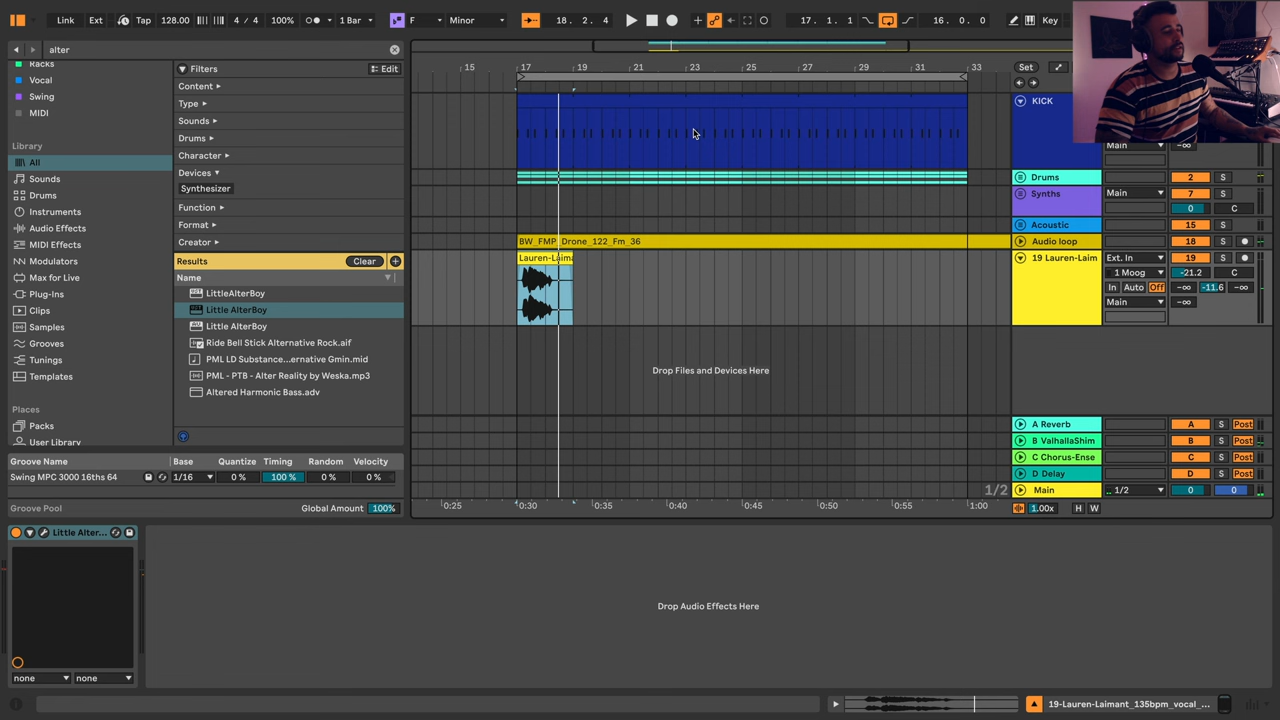 Link Ext Tap 128.00 4 / 4 100% 1 Bar F Minor 18. 2. 4 17. 1. 1 16. 0. 0 Key
alter
Racks
Vocal
Swing
MIDI
Library
All
Sounds
Drums
Instruments
Audio Effects
MIDI Effects
Modulators
Max for Live
Plug-Ins
Clips
Samples
Grooves
Tunings
Templates
Places
Packs
User Library
Filters Edit
Content
Type
Sounds
Drums
Character
Devices
Synthesizer
Function
Format
Creator
Results Clear
Name
LittleAlterBoy
Little AlterBoy
Little AlterBoy
Ride Bell Stick Alternative Rock.aif
PML LD Substance...ernative Gmin.mid
PML - PTB - Alter Reality by Weska.mp3
Altered Harmonic Bass.adv
Groove Name Base Quantize Timing Random Velocity
Swing MPC 3000 16ths 64 1/16 0 % 100 % 0 % 0 %
Groove Pool Global Amount 100%
15 17 19 21 23 25 27 29 31 33
Set
BW_FMP_Drone_122_Fm_36
Lauren-Laima
Drop Files and Devices Here
1/2
0:25 0:30 0:35 0:40 0:45 0:50 0:55 1:00
KICK
Main -∞
Drums 2 S
Synths Main 7 S
0 C
Acoustic 15 S
Audio loop 18 S
19 Lauren-Laim Ext. In 19 S
1 Moog -21.2 C
In Auto Off -∞ -11.6 -∞
Main -∞
A Reverb A S Post
B ValhallaShim B S Post
C Chorus-Ense C S Post
D Delay D S Post
Main 1/2 0 0
1.00x H W
Little Alter...
none none
Drop Audio Effects Here
19-Lauren-Laimant_135bpm_vocal_...